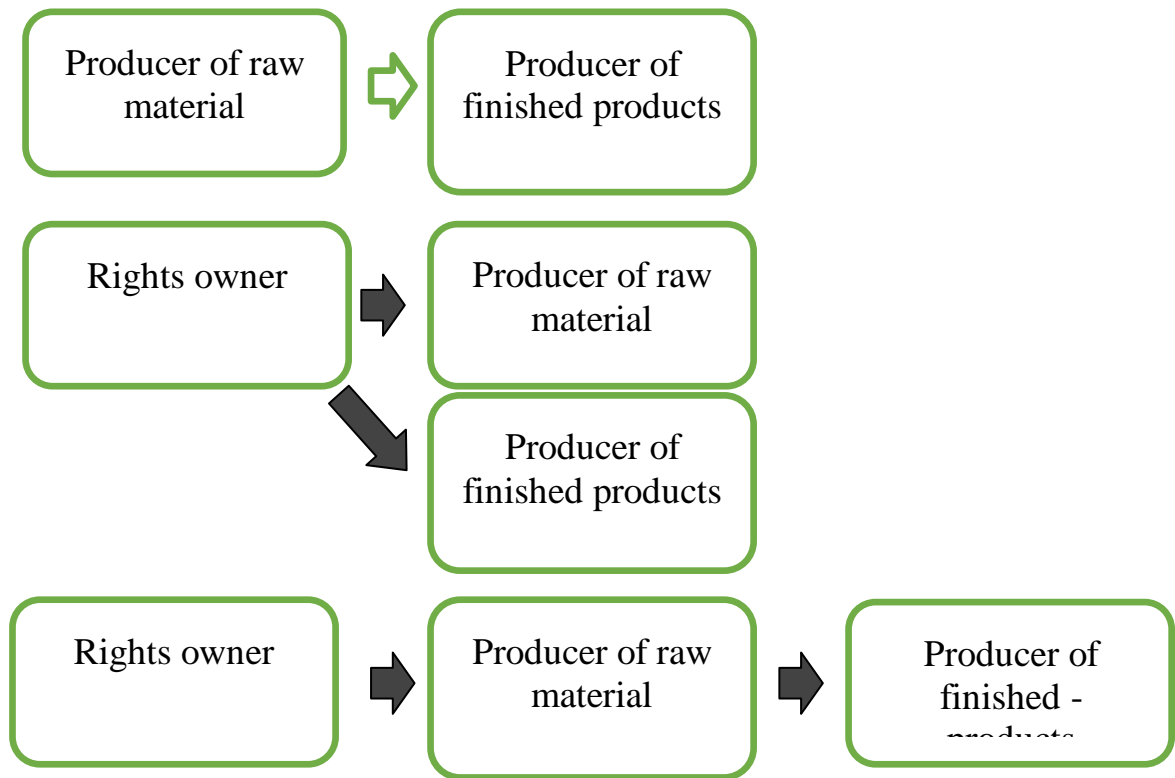 Producer of raw
material
Producer of
finished products
Rights owner
Producer of raw
material
Producer of
finished products
Rights owner
Producer of raw
material
Producer of
finished -
products